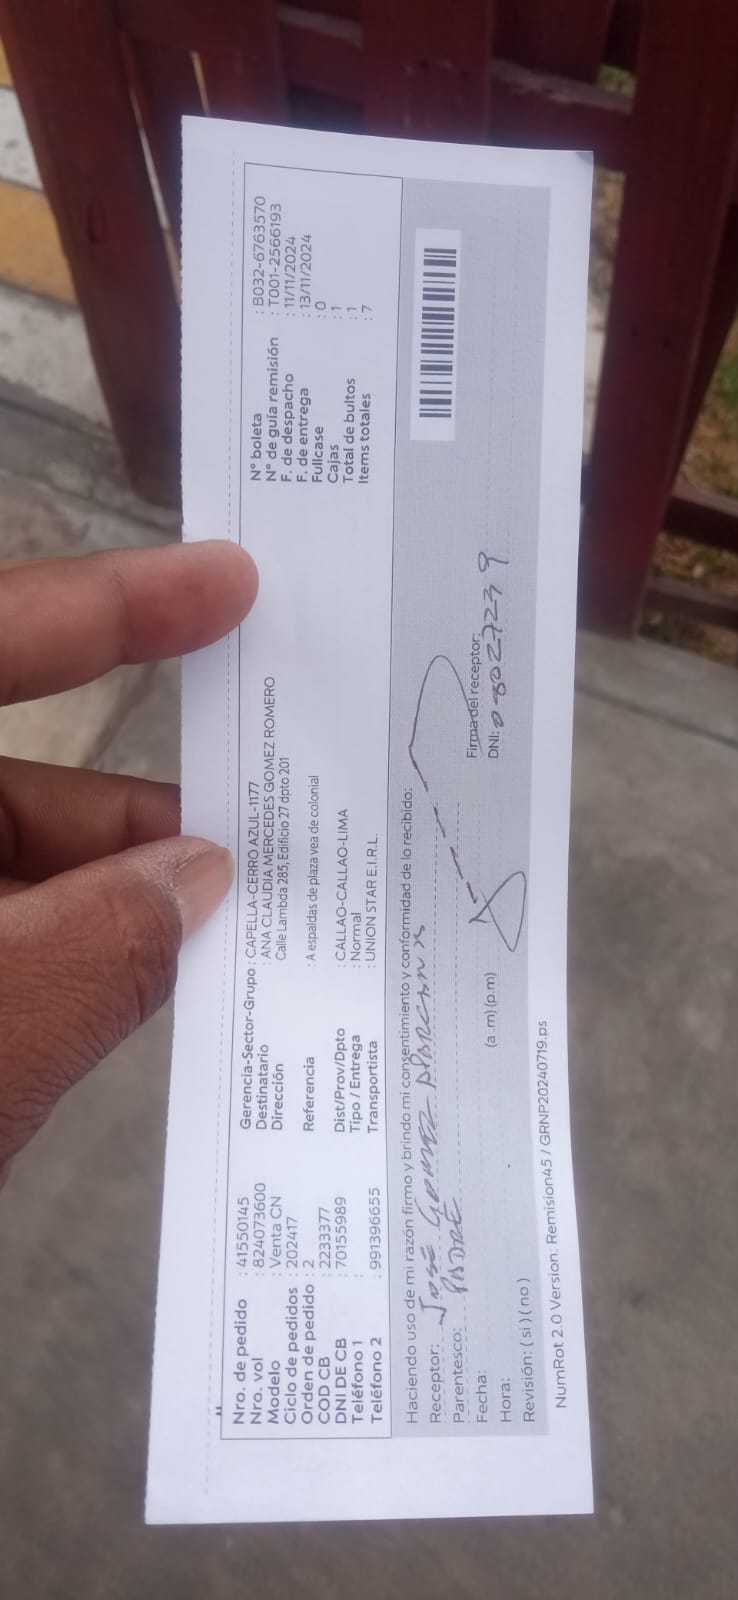 Nro. de pedido : 41550145
Nro. vol : 824073600
Modelo : Venta CN
Ciclo de pedidos : 202417
Orden de pedido : 2
COD CB : 2233377
DNI DE CB : 70155989
Teléfono 1 :
Teléfono 2 : 991396655
Gerencia-Sector-Grupo : CAPELLA-CERRO AZUL-1177
Destinatario : ANA CLAUDIA MERCEDES GOMEZ ROMERO
Dirección Calle Lambda 285, Edificio 27 dpto 201
Referencia : A espaldas de plaza vea de colonial
Dist/Prov/Dpto : CALLAO-CALLAO-LIMA
Tipo / Entrega : Normal
Transportista : UNION STAR E.I.R.L.
N° boleta : B032-6763570
N° de guía remisión : T001-2566193
F. de despacho : 11/11/2024
F. de entrega : 13/11/2024
Fullcase : 0
Cajas : 1
Total de bultos : 1
Items totales : 7
Haciendo uso de mi razón firmo y brindo mi consentimiento y conformidad de lo recibido:
Receptor: Jose Gomez
Parentesco: PADRE
Fecha:
Hora: (a .m) (p.m)
Revisión: ( si ) ( no )
Firma del receptor:
DNI:
NumRot 2.0 Version: Remision45 / GRNP20240719.ps